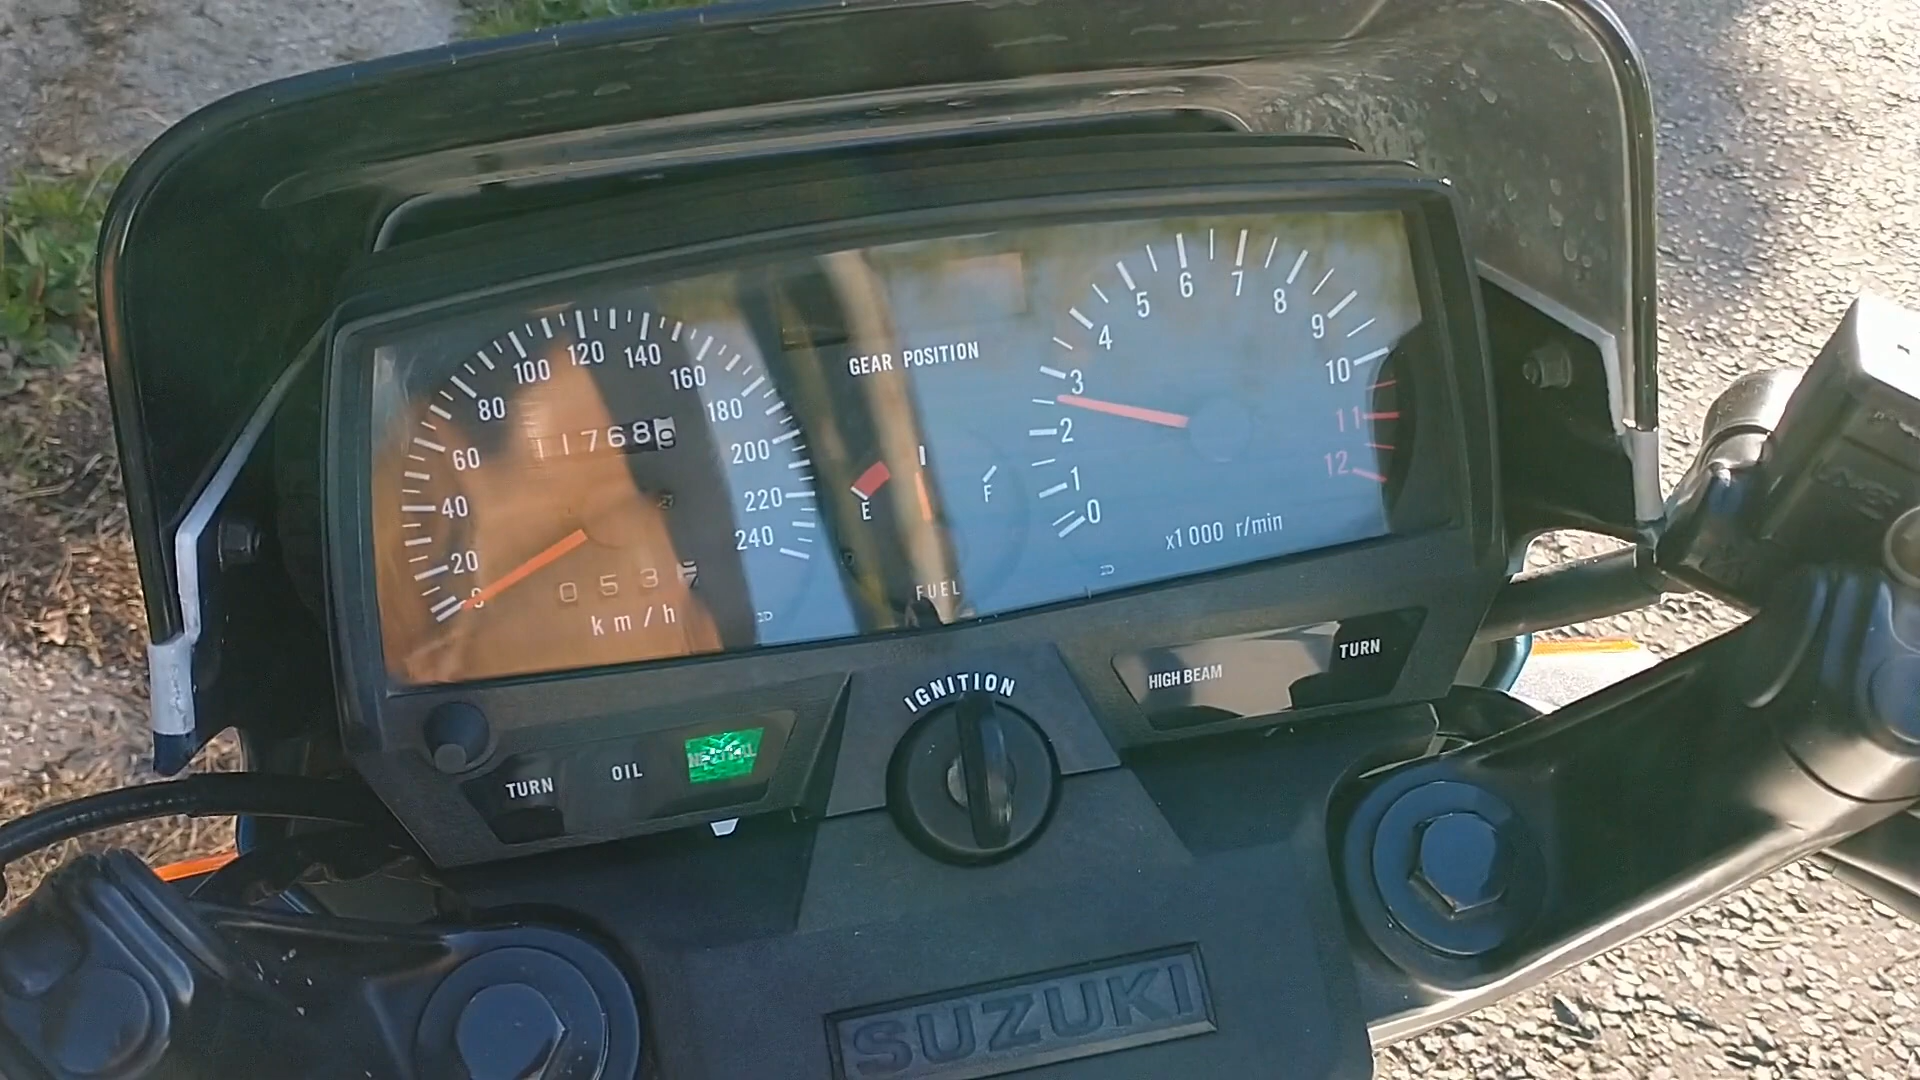 20
40
60
80
100
120
140
160
180
200
220
240
11768
053
km/h
GEAR POSITION
E
F
FUEL
0
1
2
3
4
5
6
7
8
9
10
11
12
x1000 r/min
TURN
OIL
NEUTRAL
IGNITION
HIGH BEAM
TURN
SUZUKI